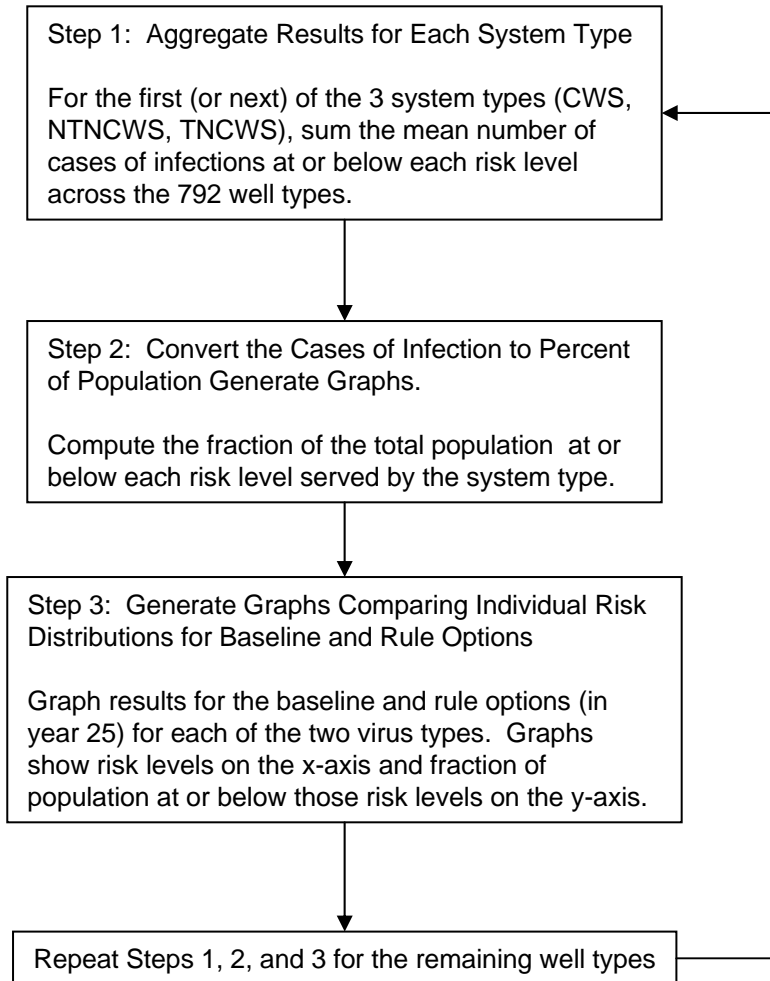 Step 1:  Aggregate Results for Each System Type
For the first (or next) of the 3 system types (CWS,
NTNCWS, TNCWS), sum the mean number of
cases of infections at or below each risk level
across the 792 well types.
Step 2:  Convert the Cases of Infection to Percent
of Population Generate Graphs.
Compute the fraction of the total population  at or
below each risk level served by the system type.
Step 3:  Generate Graphs Comparing Individual Risk
Distributions for Baseline and Rule Options
Graph results for the baseline and rule options (in
year 25) for each of the two virus types.  Graphs
show risk levels on the x-axis and fraction of
population at or below those risk levels on the y-axis.
Repeat Steps 1, 2, and 3 for the remaining well types